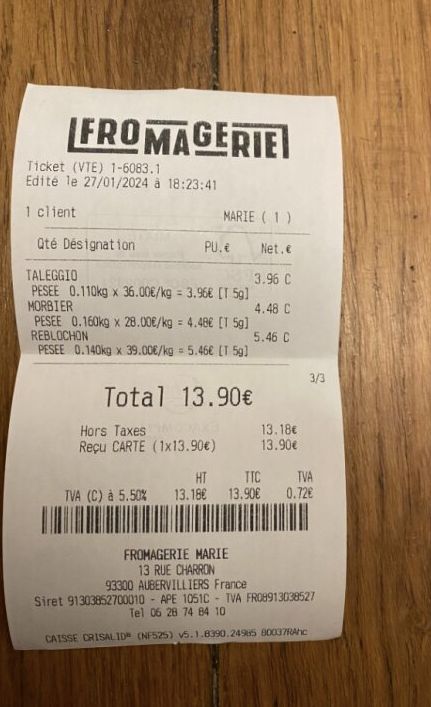 FROMAGERIE
Ticket (VTE) 1-6083.1
Edité le 27/01/2024 à 18:23:41
1 client MARIE ( 1 )
Qté Désignation PU.€ Net.€
TALEGGIO 3.96 C
PESEE 0.110kg x 36.00€/kg = 3.96€ [T 5g]
MORBIER 4.48 C
PESEE 0.160kg x 28.00€/kg = 4.48€ [T 5g]
REBLOCHON 5.46 C
PESEE 0.140kg x 39.00€/kg = 5.46€ [T 5g]
3/3
Total 13.90€
Hors Taxes 13.18€
Reçu CARTE (1x13.90€) 13.90€
HT TTC TVA
TVA (C) à 5.50% 13.18€ 13.90€ 0.72€
FROMAGERIE MARIE
13 RUE CHARRON
93300 AUBERVILLIERS France
Siret 91303852700010 - APE 1051C - TVA FR08913038527
Tel 06 28 74 84 10
CAISSE CRISALID® (NF525) v5.1.8390.24985 80037RAhc